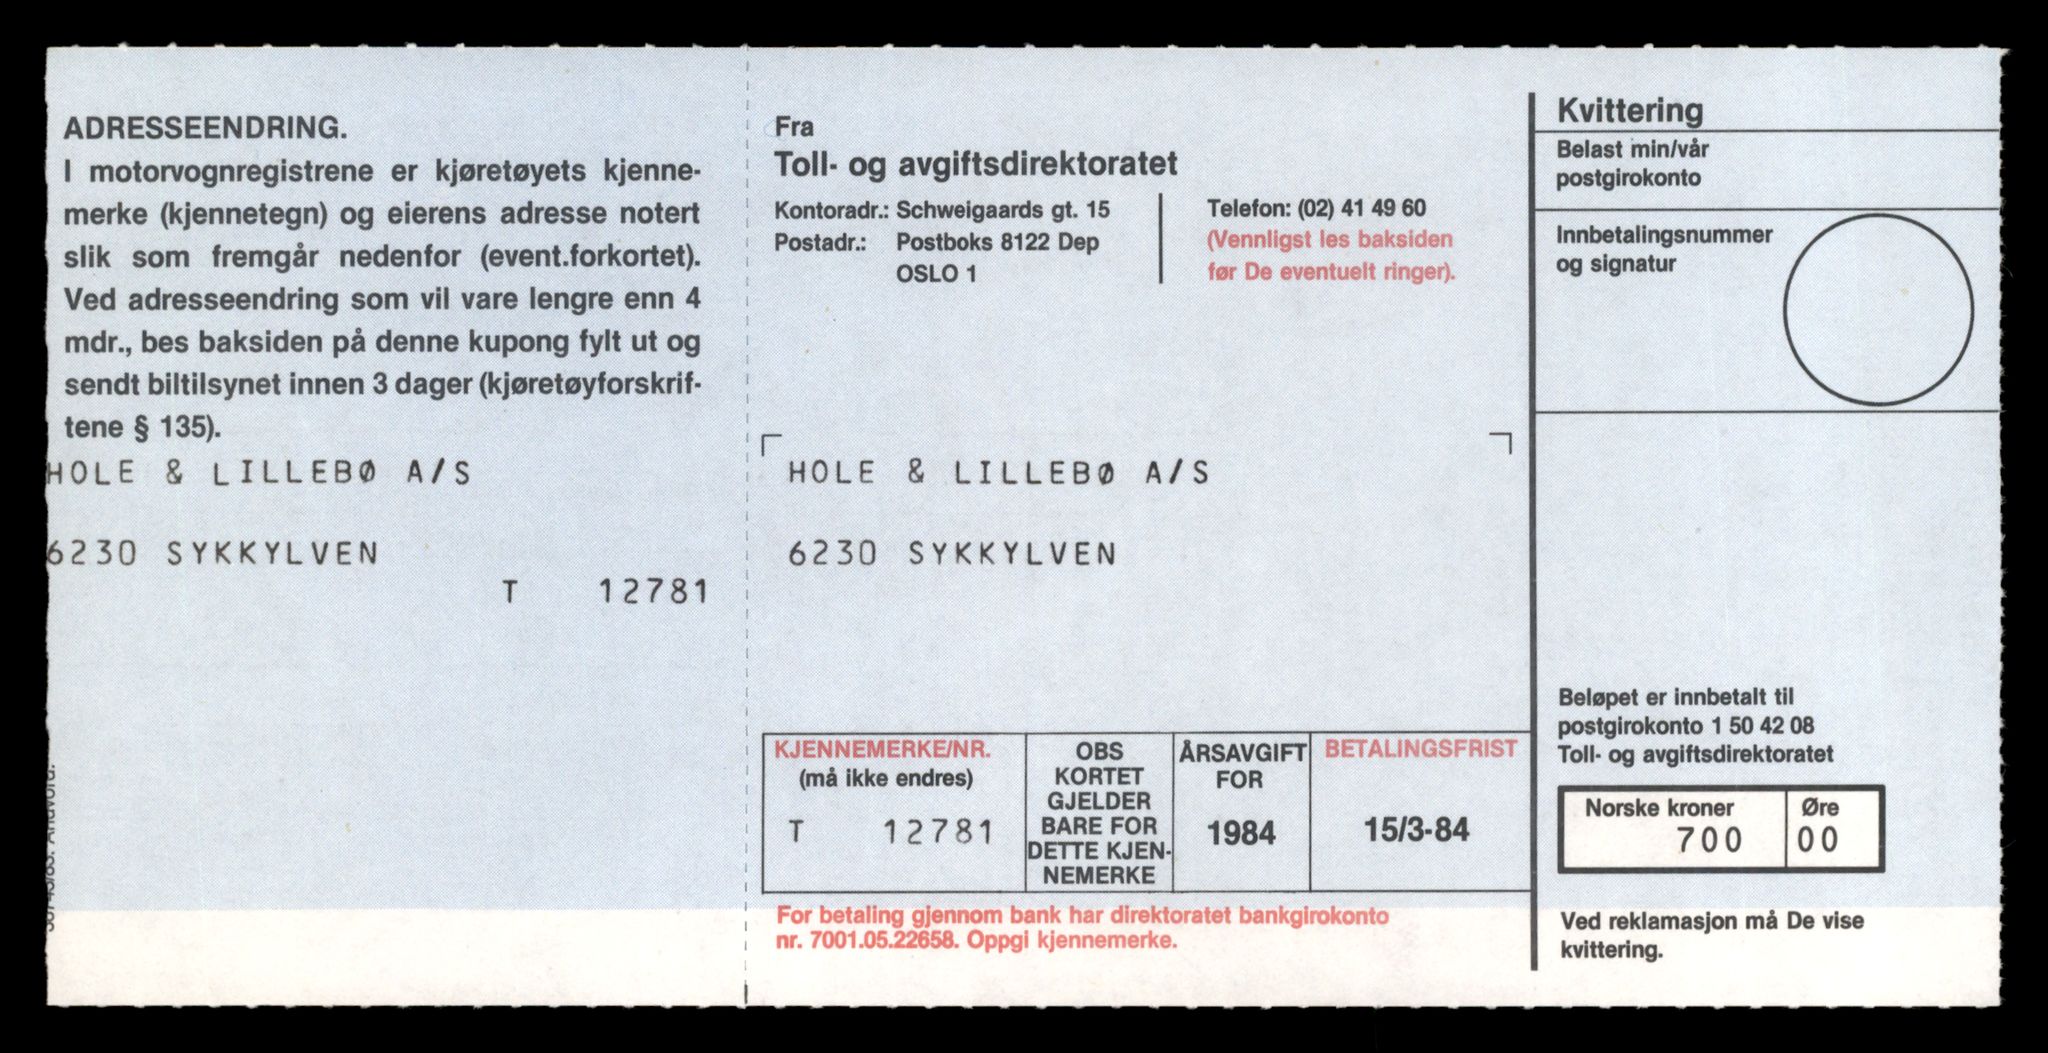 ADRESSEENDRING.
I motorvognregistrene er kjøretøyets kjenne-
merke (kjennetegn) og eierens adresse notert
slik som fremgår nedenfor (event.forkortet).
Ved adresseendring som vil vare lengre enn 4
mdr., bes baksiden på denne kupong fylt ut og
sendt biltilsynet innen 3 dager (kjøretøyforskrif-
tene § 135).
HOLE & LILLEBØ A/S
6230 SYKKYLVEN
T 12781
Fra
Toll- og avgiftsdirektoratet
Kontoradr.: Schweigaards gt. 15
Postadr.: Postboks 8122 Dep
OSLO 1
Telefon: (02) 41 49 60
(Vennligst les baksiden
før De eventuelt ringer).
HOLE & LILLEBØ A/S
6230 SYKKYLVEN
KJENNEMERKE/NR.
(må ikke endres)
T 12781
OBS
KORTET
GJELDER
BARE FOR
DETTE KJEN-
NEMERKE
ÅRSAVGIFT
FOR
1984
BETALINGSFRIST
15/3-84
For betaling gjennom bank har direktoratet bankgirokonto
nr. 7001.05.22658. Oppgi kjennemerke.
Kvittering
Belast min/vår
postgirokonto
Innbetalingsnummer
og signatur
Beløpet er innbetalt til
postgirokonto 1 50 42 08
Toll- og avgiftsdirektoratet
Norske kroner Øre
700 00
Ved reklamasjon må De vise
kvittering.